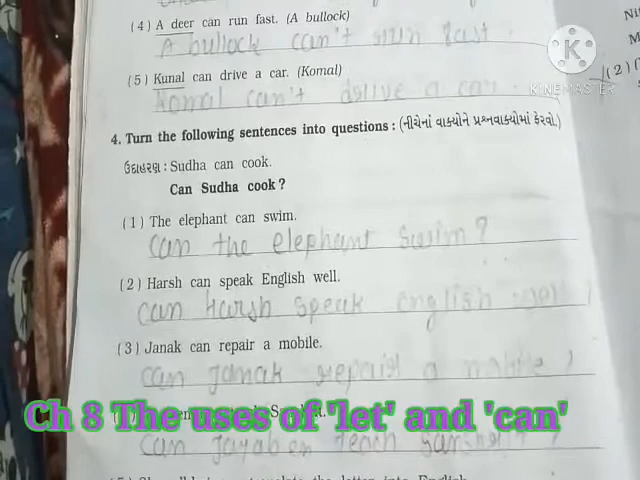 (4) A deer can run fast. (A bullock)
A bullock can't run fast.
(5) Kunal can drive a car. (Komal)
Komal can't drive a car.
4. Turn the following sentences into questions : (નીચેનાં વાક્યોને પ્રશ્નવાક્યોમાં ફેરવો.)
ઉદાહરણ : Sudha can cook.
Can Sudha cook?
(1) The elephant can swim.
Can the elephant swim?
(2) Harsh can speak English well.
Can Harsh speak english
(3) Janak can repair a mobile.
Can Janak repair a mobile ?
Ch 8 The uses of 'let' and 'can'
Can Jayaben teach
KINEMASTER
(2)